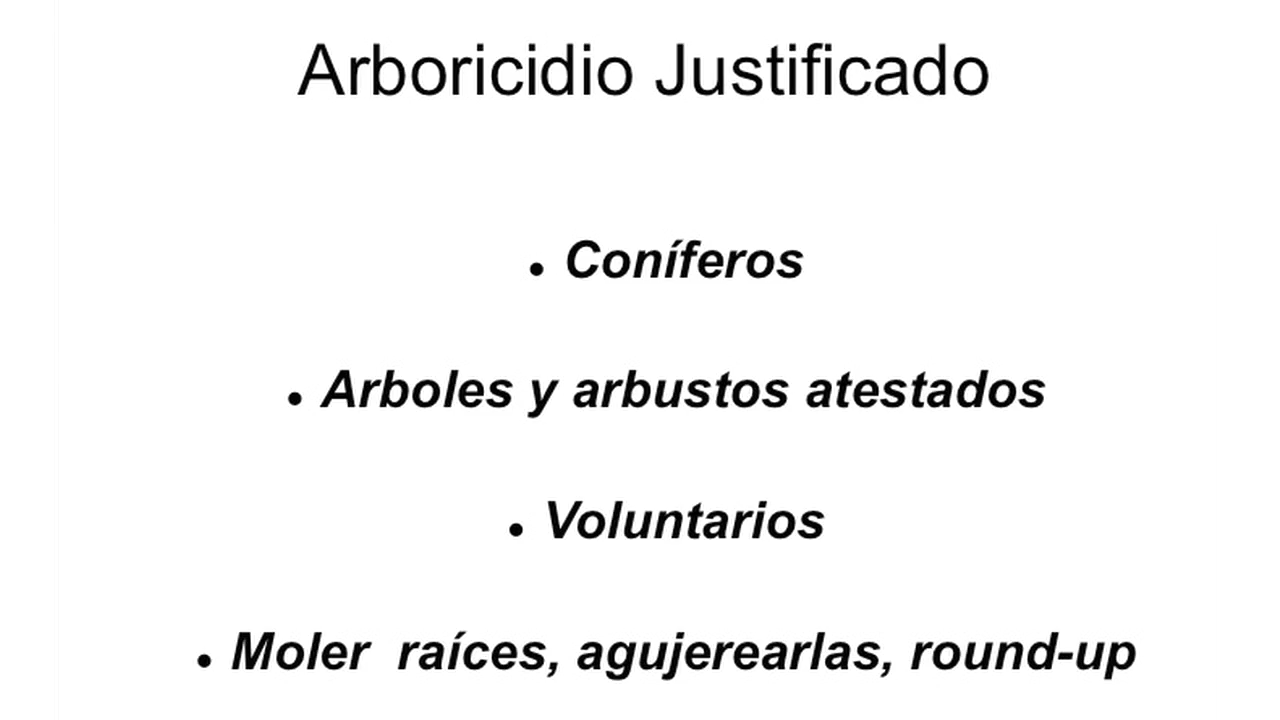 Arboricidio Justificado
• Coníferos
• Arboles y arbustos atestados
• Voluntarios
• Moler raíces, agujerearlas, round-up